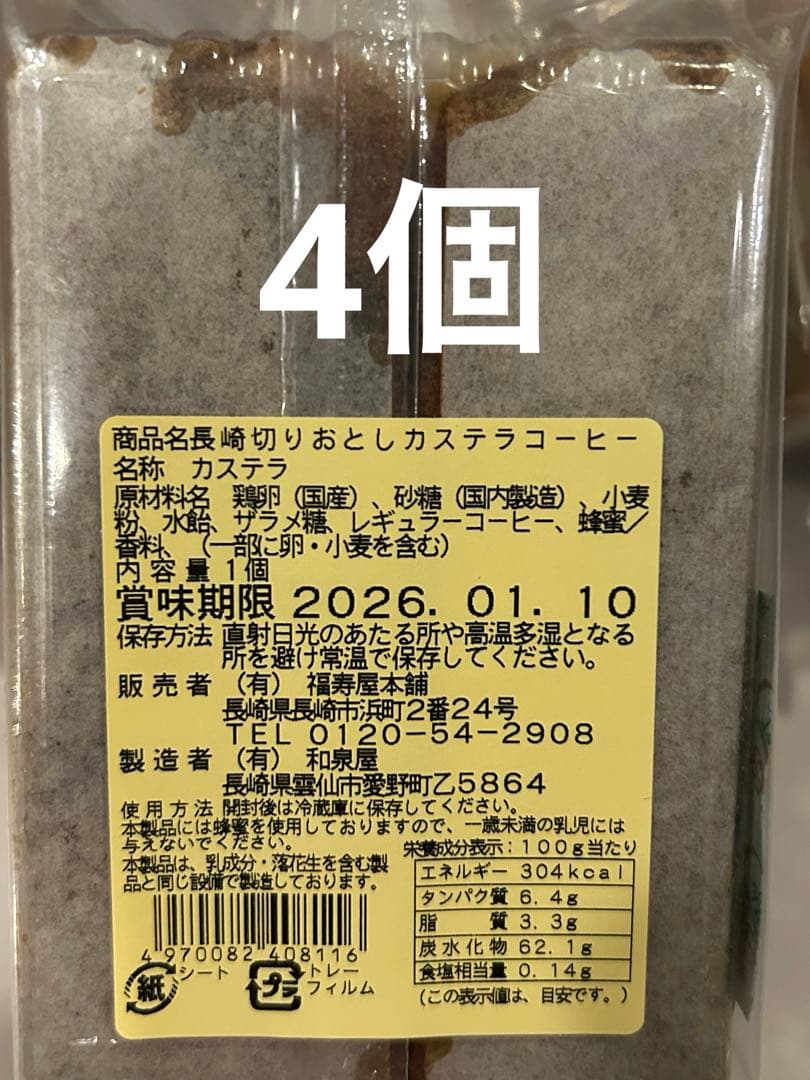 4個
商品名長崎切りおとしカステラコーヒー
名称 カステラ
原材料名 鶏卵（国産）、砂糖（国内製造）、小麦
粉、水飴、ザラメ糖、レギュラーコーヒー、蜂蜜／
香料、（一部に卵・小麦を含む）
内容量 1個
賞味期限 2026. 01. 10
保存方法 直射日光のあたる所や高温多湿となる
所を避け常温で保存してください。
販売者 （有） 福寿屋本舗
長崎県長崎市浜町2番24号
TEL 0120-54-2908
製造者 （有） 和泉屋
長崎県雲仙市愛野町乙5864
使用方法 開封後は冷蔵庫に保存してください。
本製品には蜂蜜を使用しておりますので、一歳未満の乳児には
与えないでください。
本製品は、乳成分・落花生を含む製
品と同じ設備で製造しております。
栄養成分表示：100g当たり
エネルギー 304kcal
タンパク質 6.4g
脂質 3.3g
炭水化物 62.1g
食塩相当量 0.14g
（この表示値は、目安です。）
4 970082 408116
紙 シート
プラ トレー
フィルム